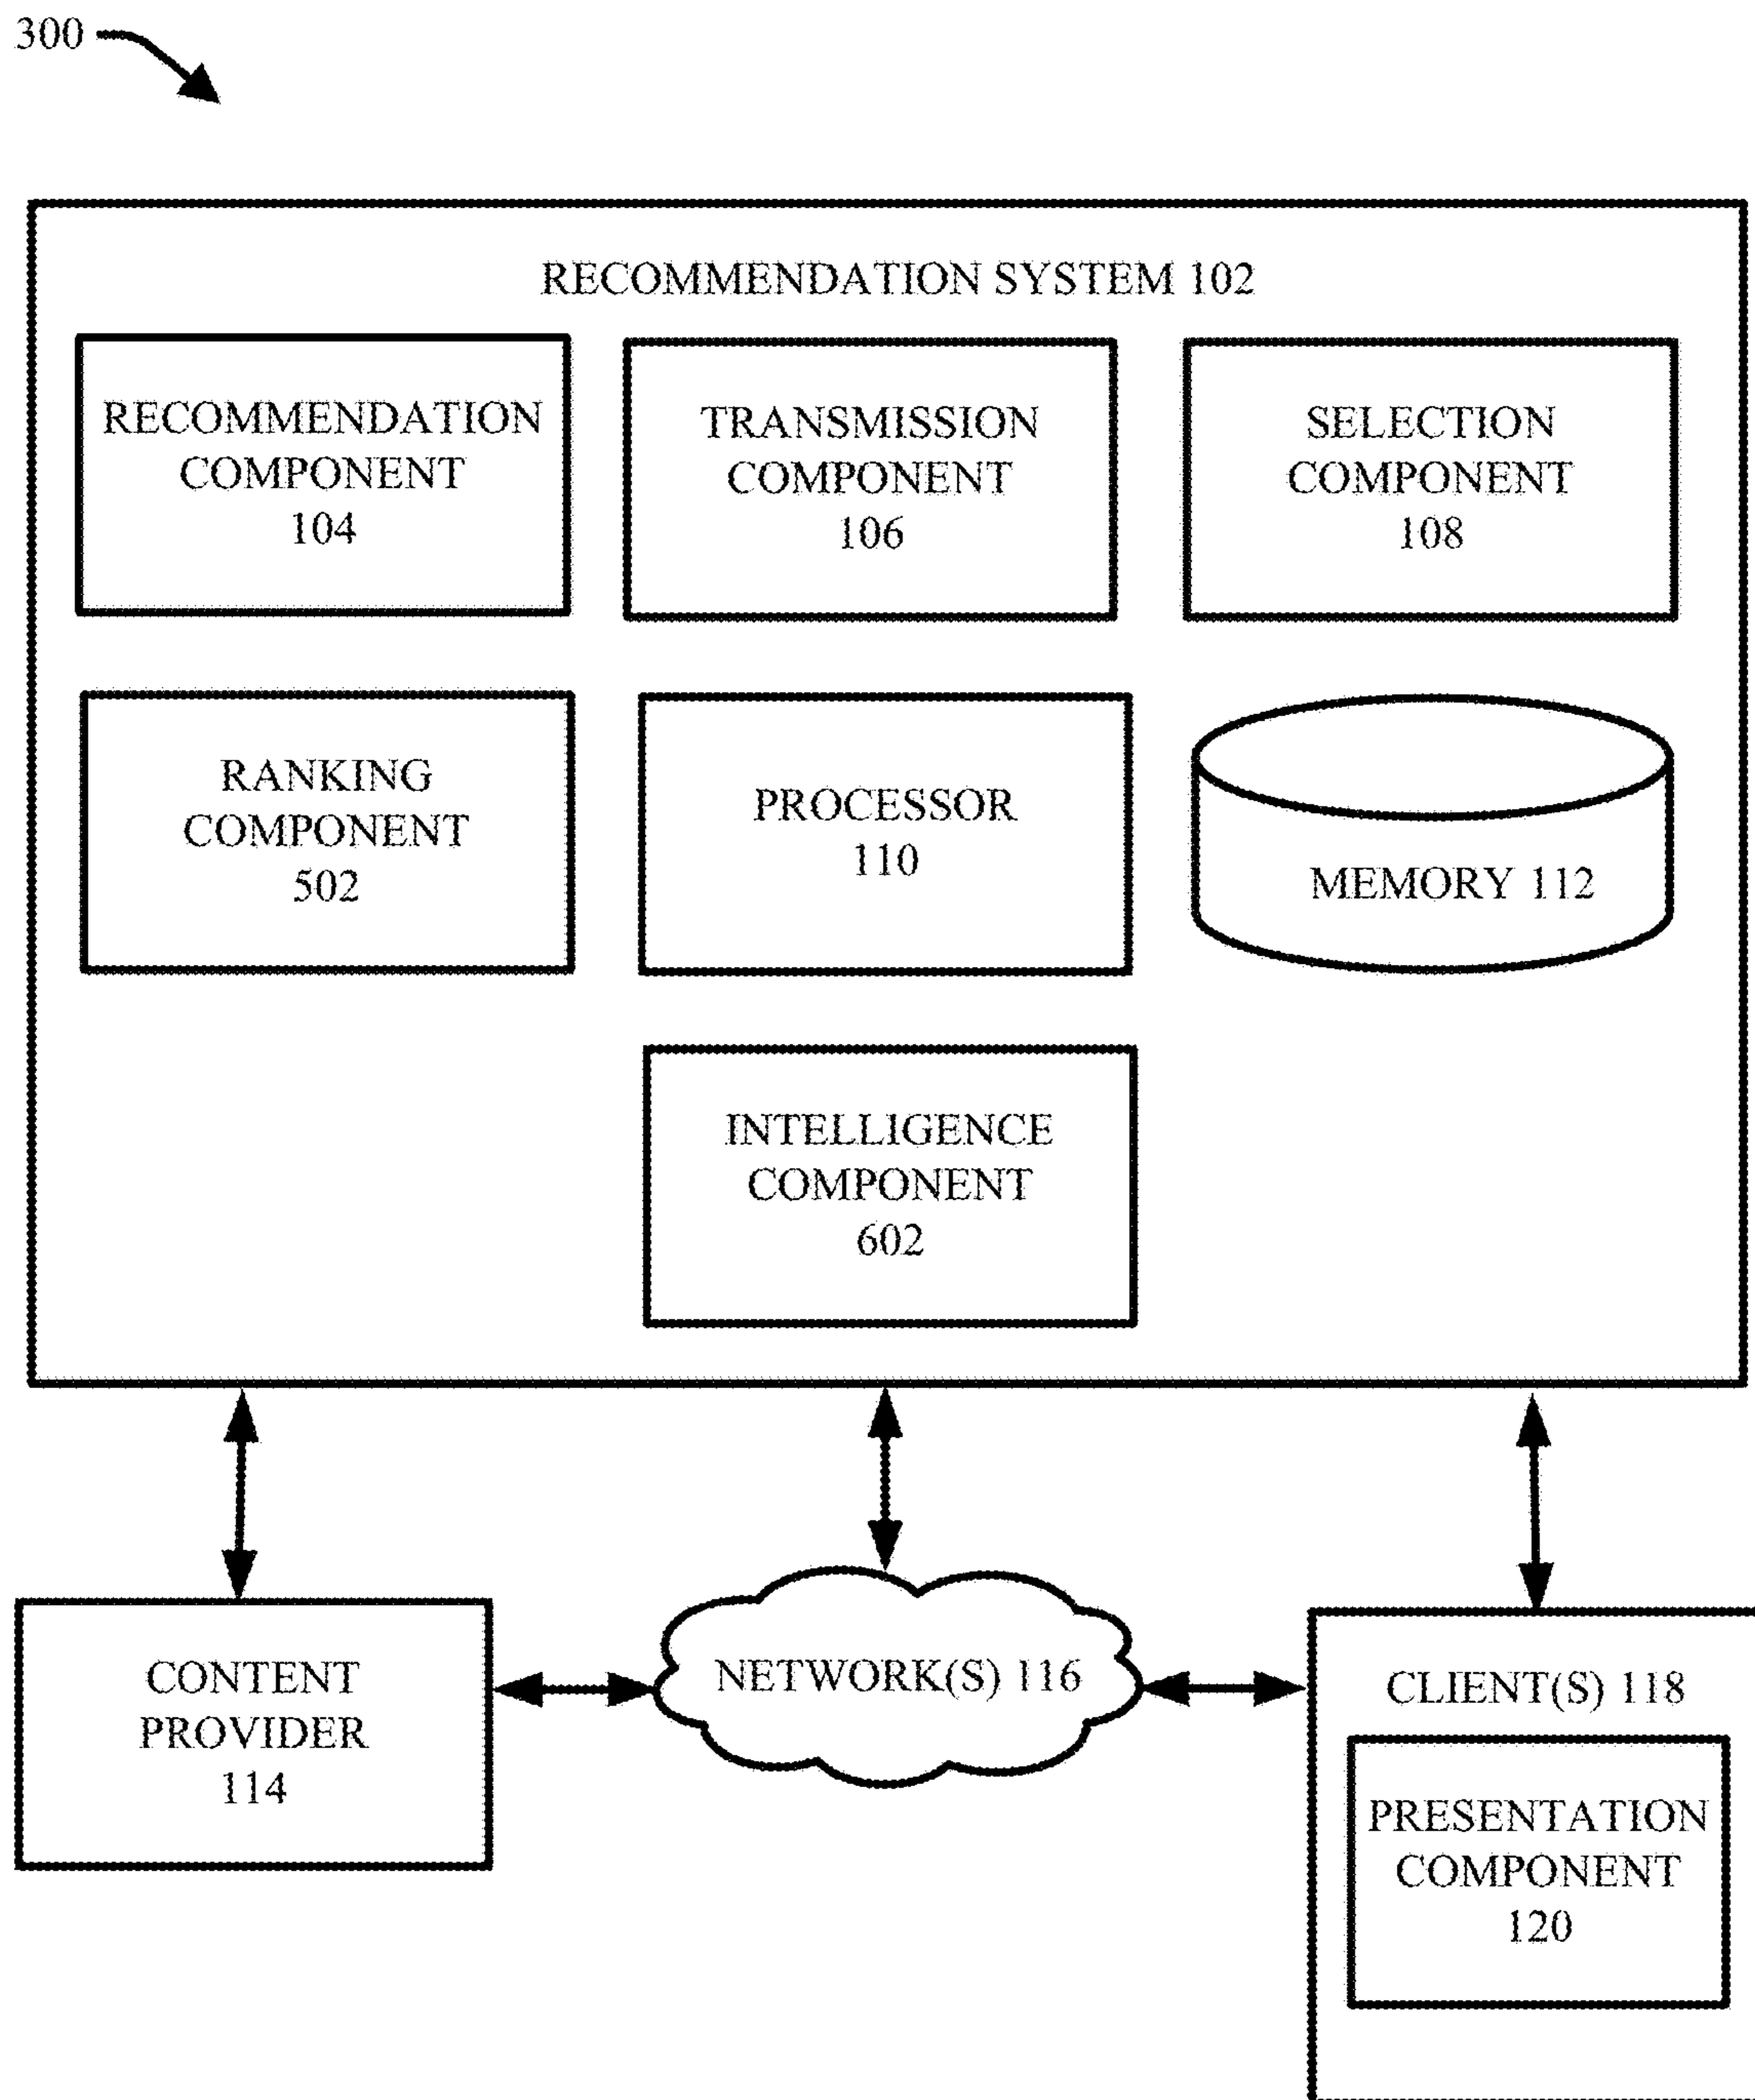 300
RECOMMENDATION SYSTEM 102
RECOMMENDATION
COMPONENT
104
TRANSMISSION
COMPONENT
106
SELECTION
COMPONENT
108
RANKING
COMPONENT
502
PROCESSOR
110
MEMORY 112
INTELLIGENCE
COMPONENT
602
CONTENT
PROVIDER
114
NETWORK(S) 116
CLIENT(S) 118
PRESENTATION
COMPONENT
120